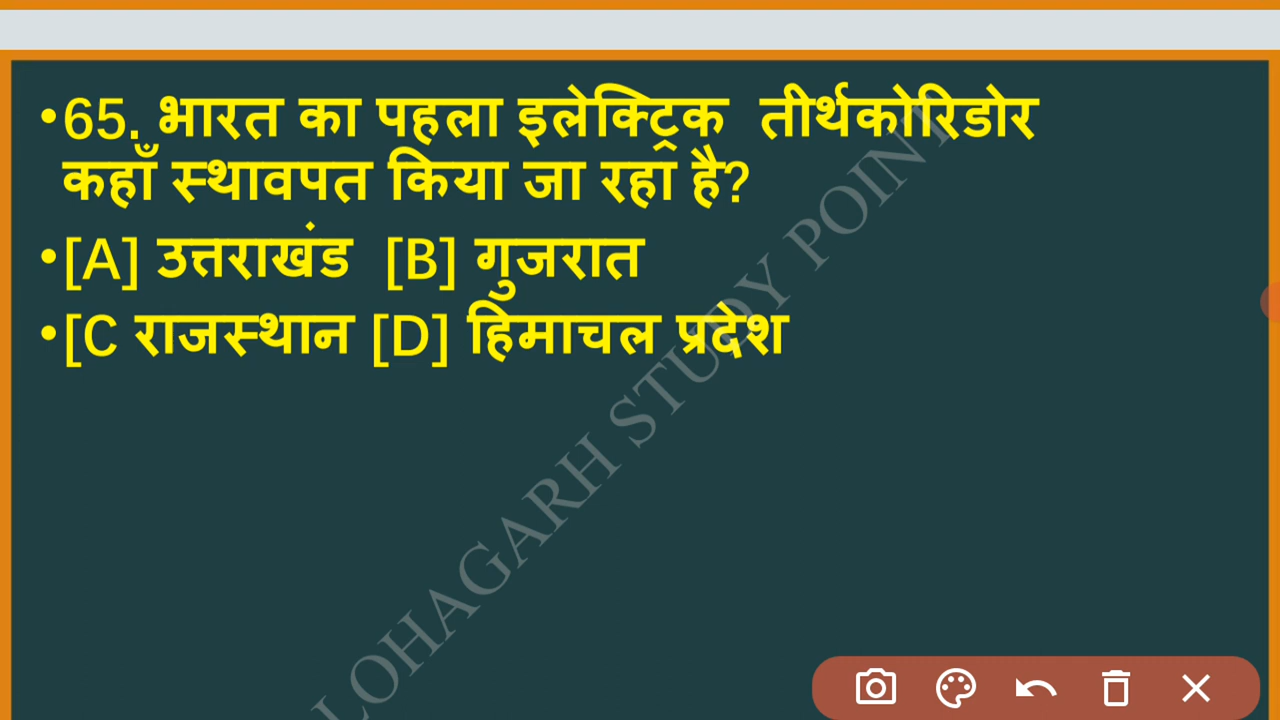 •65. भारत का पहला इलेक्ट्रिक तीर्थकोरिडोर
कहाँ स्थावपत किया जा रहा है?
•[A] उत्तराखंड [B] गुजरात
•[C राजस्थान [D] हिमाचल प्रदेश
LOHAGARH STUDY POINT